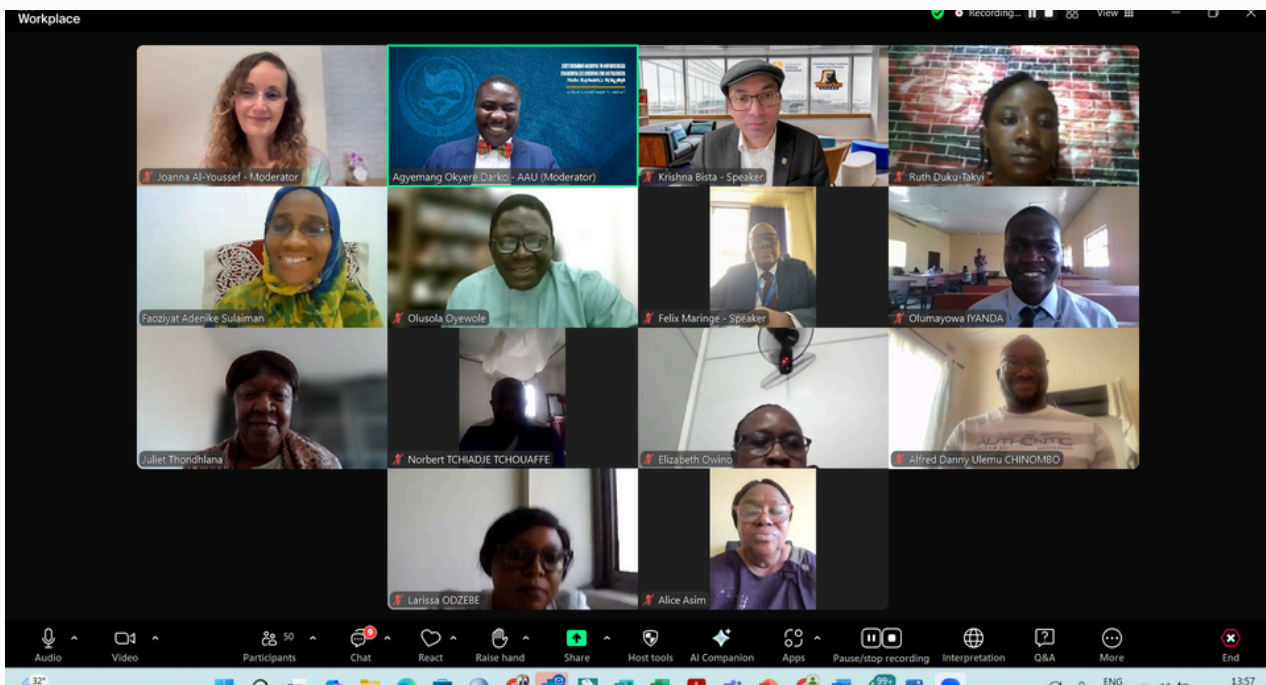 Workplace
Recording...
View
Joanna Al-Youssef - Moderator
Agyemang Okyere Darko - AAU (Moderator)
Krishna Bista - Speaker
Ruth Duku-Takyi
Faoziyat Adenike Sulaiman
Olusola Oyewole
Felix Maringe - Speaker
Olumayowa IYANDA
Juliet Thondhlana
Norbert TCHIADJE TCHOUAFFE
Elizabeth Owino
AUTHENTIC
Alfred Danny Ulemu CHINOMBO
Larissa ODZEBE
Alice Asim
50
9
Audio
Video
Participants
Chat
React
Raise hand
Share
Host tools
AI Companion
Apps
Pause/stop recording
Interpretation
Q&A
More
End
32°
99+
ENG
13:57